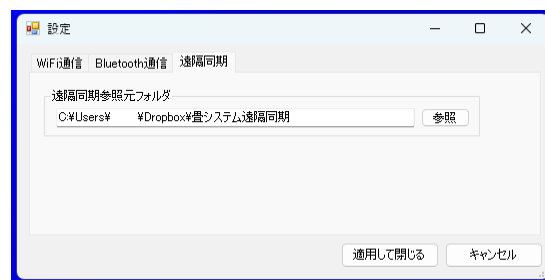 設定
WiFi通信 Bluetooth通信 遠隔同期
遠隔同期参照元フォルダ
C:¥Users¥ ¥Dropbox¥畳システム遠隔同期 参照
適用して閉じる キャンセル